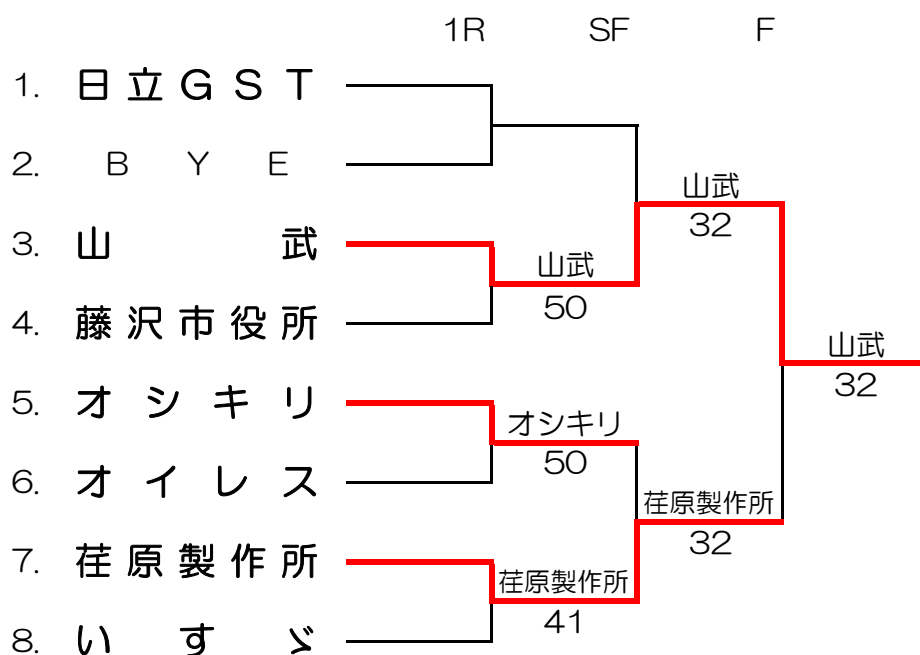 1R SF F
1. 日立GST
2. BYE
山武
32
3. 山武
山武
50
4. 藤沢市役所
山武
32
5. オシキリ
オシキリ
50
6. オイレス
荏原製作所
32
7. 荏原製作所
荏原製作所
41
8. いすゞ